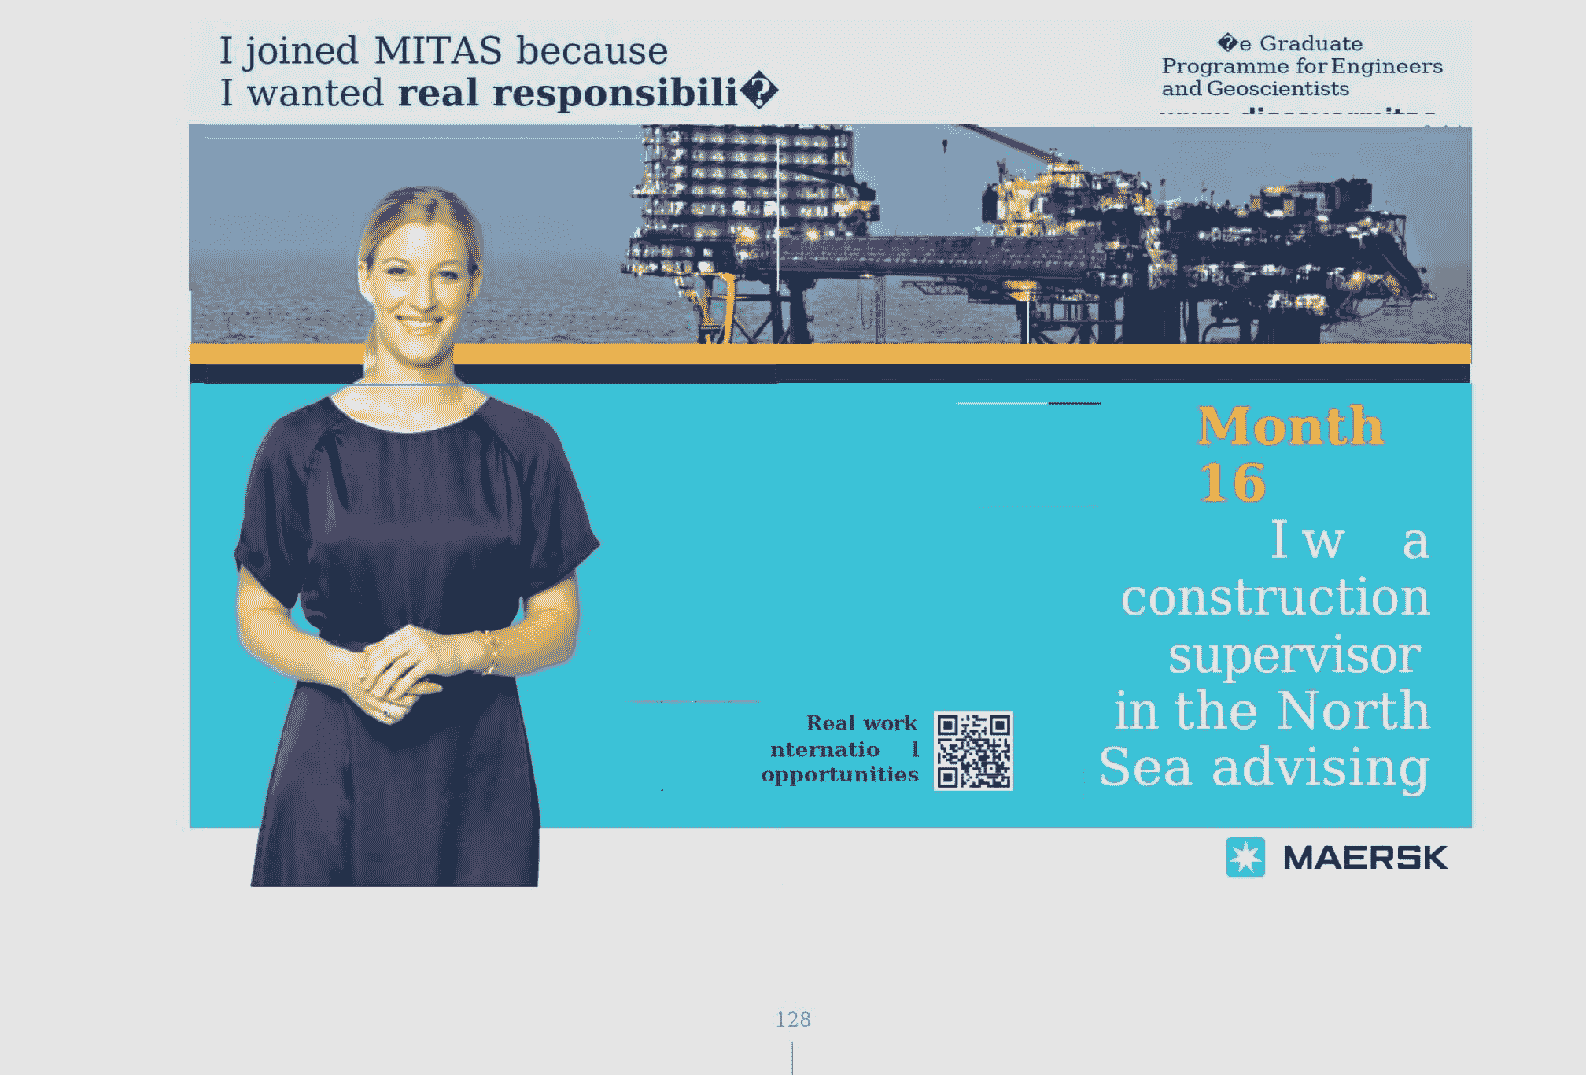 I joined MITAS because
I wanted real responsibili�
�e Graduate
Programme for Engineers
and Geoscientists
Month
16
I w a
construction
supervisor
in the North
Sea advising
Real work
nternatio l
opportunities
MAERSK
128